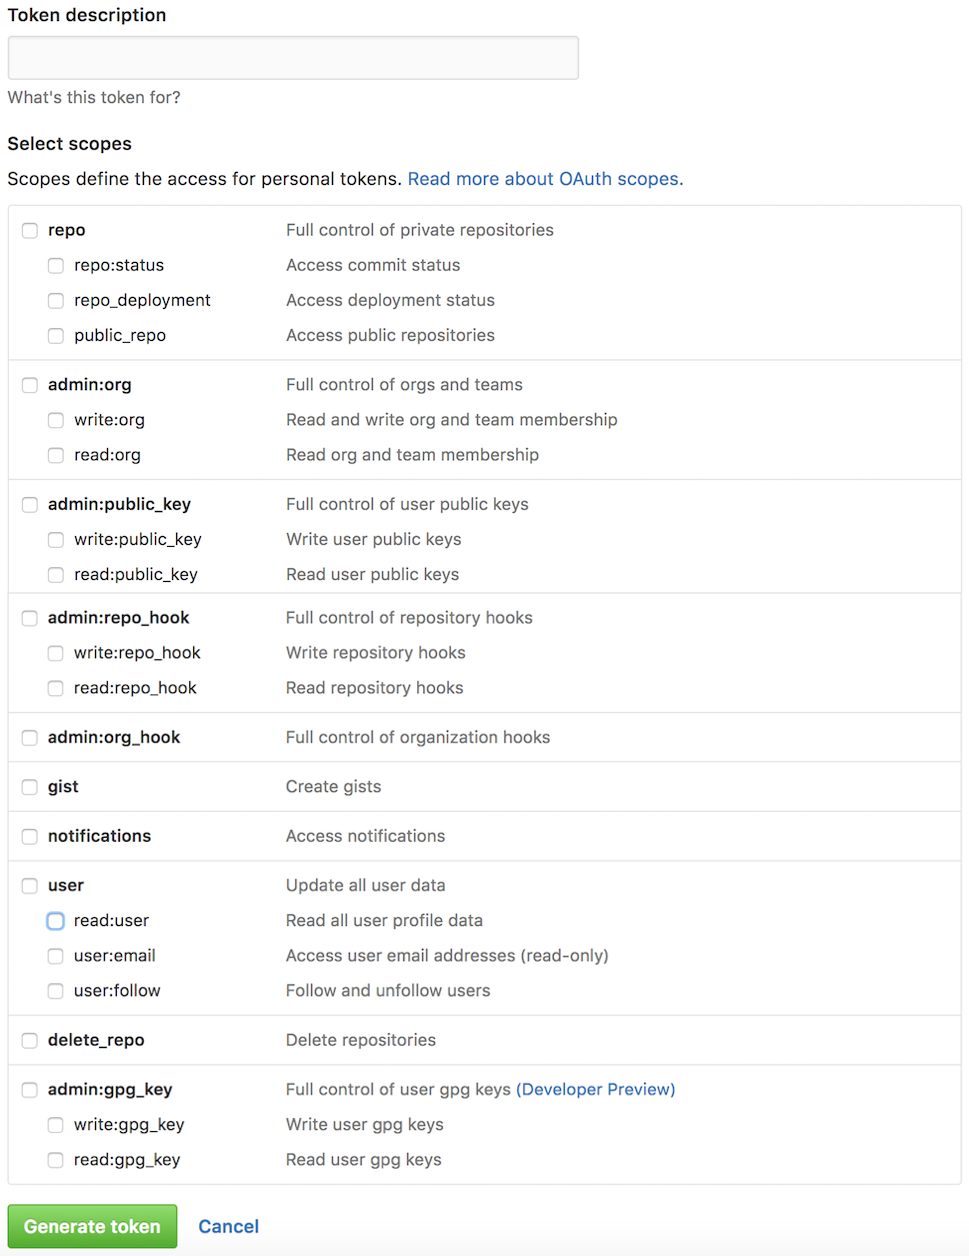 Token description
What's this token for?
Select scopes
Scopes define the access for personal tokens. Read more about OAuth scopes.
repo Full control of private repositories
repo:status Access commit status
repo_deployment Access deployment status
public_repo Access public repositories
admin:org Full control of orgs and teams
write:org Read and write org and team membership
read:org Read org and team membership
admin:public_key Full control of user public keys
write:public_key Write user public keys
read:public_key Read user public keys
admin:repo_hook Full control of repository hooks
write:repo_hook Write repository hooks
read:repo_hook Read repository hooks
admin:org_hook Full control of organization hooks
gist Create gists
notifications Access notifications
user Update all user data
read:user Read all user profile data
user:email Access user email addresses (read-only)
user:follow Follow and unfollow users
delete_repo Delete repositories
admin:gpg_key Full control of user gpg keys (Developer Preview)
write:gpg_key Write user gpg keys
read:gpg_key Read user gpg keys
Generate token Cancel